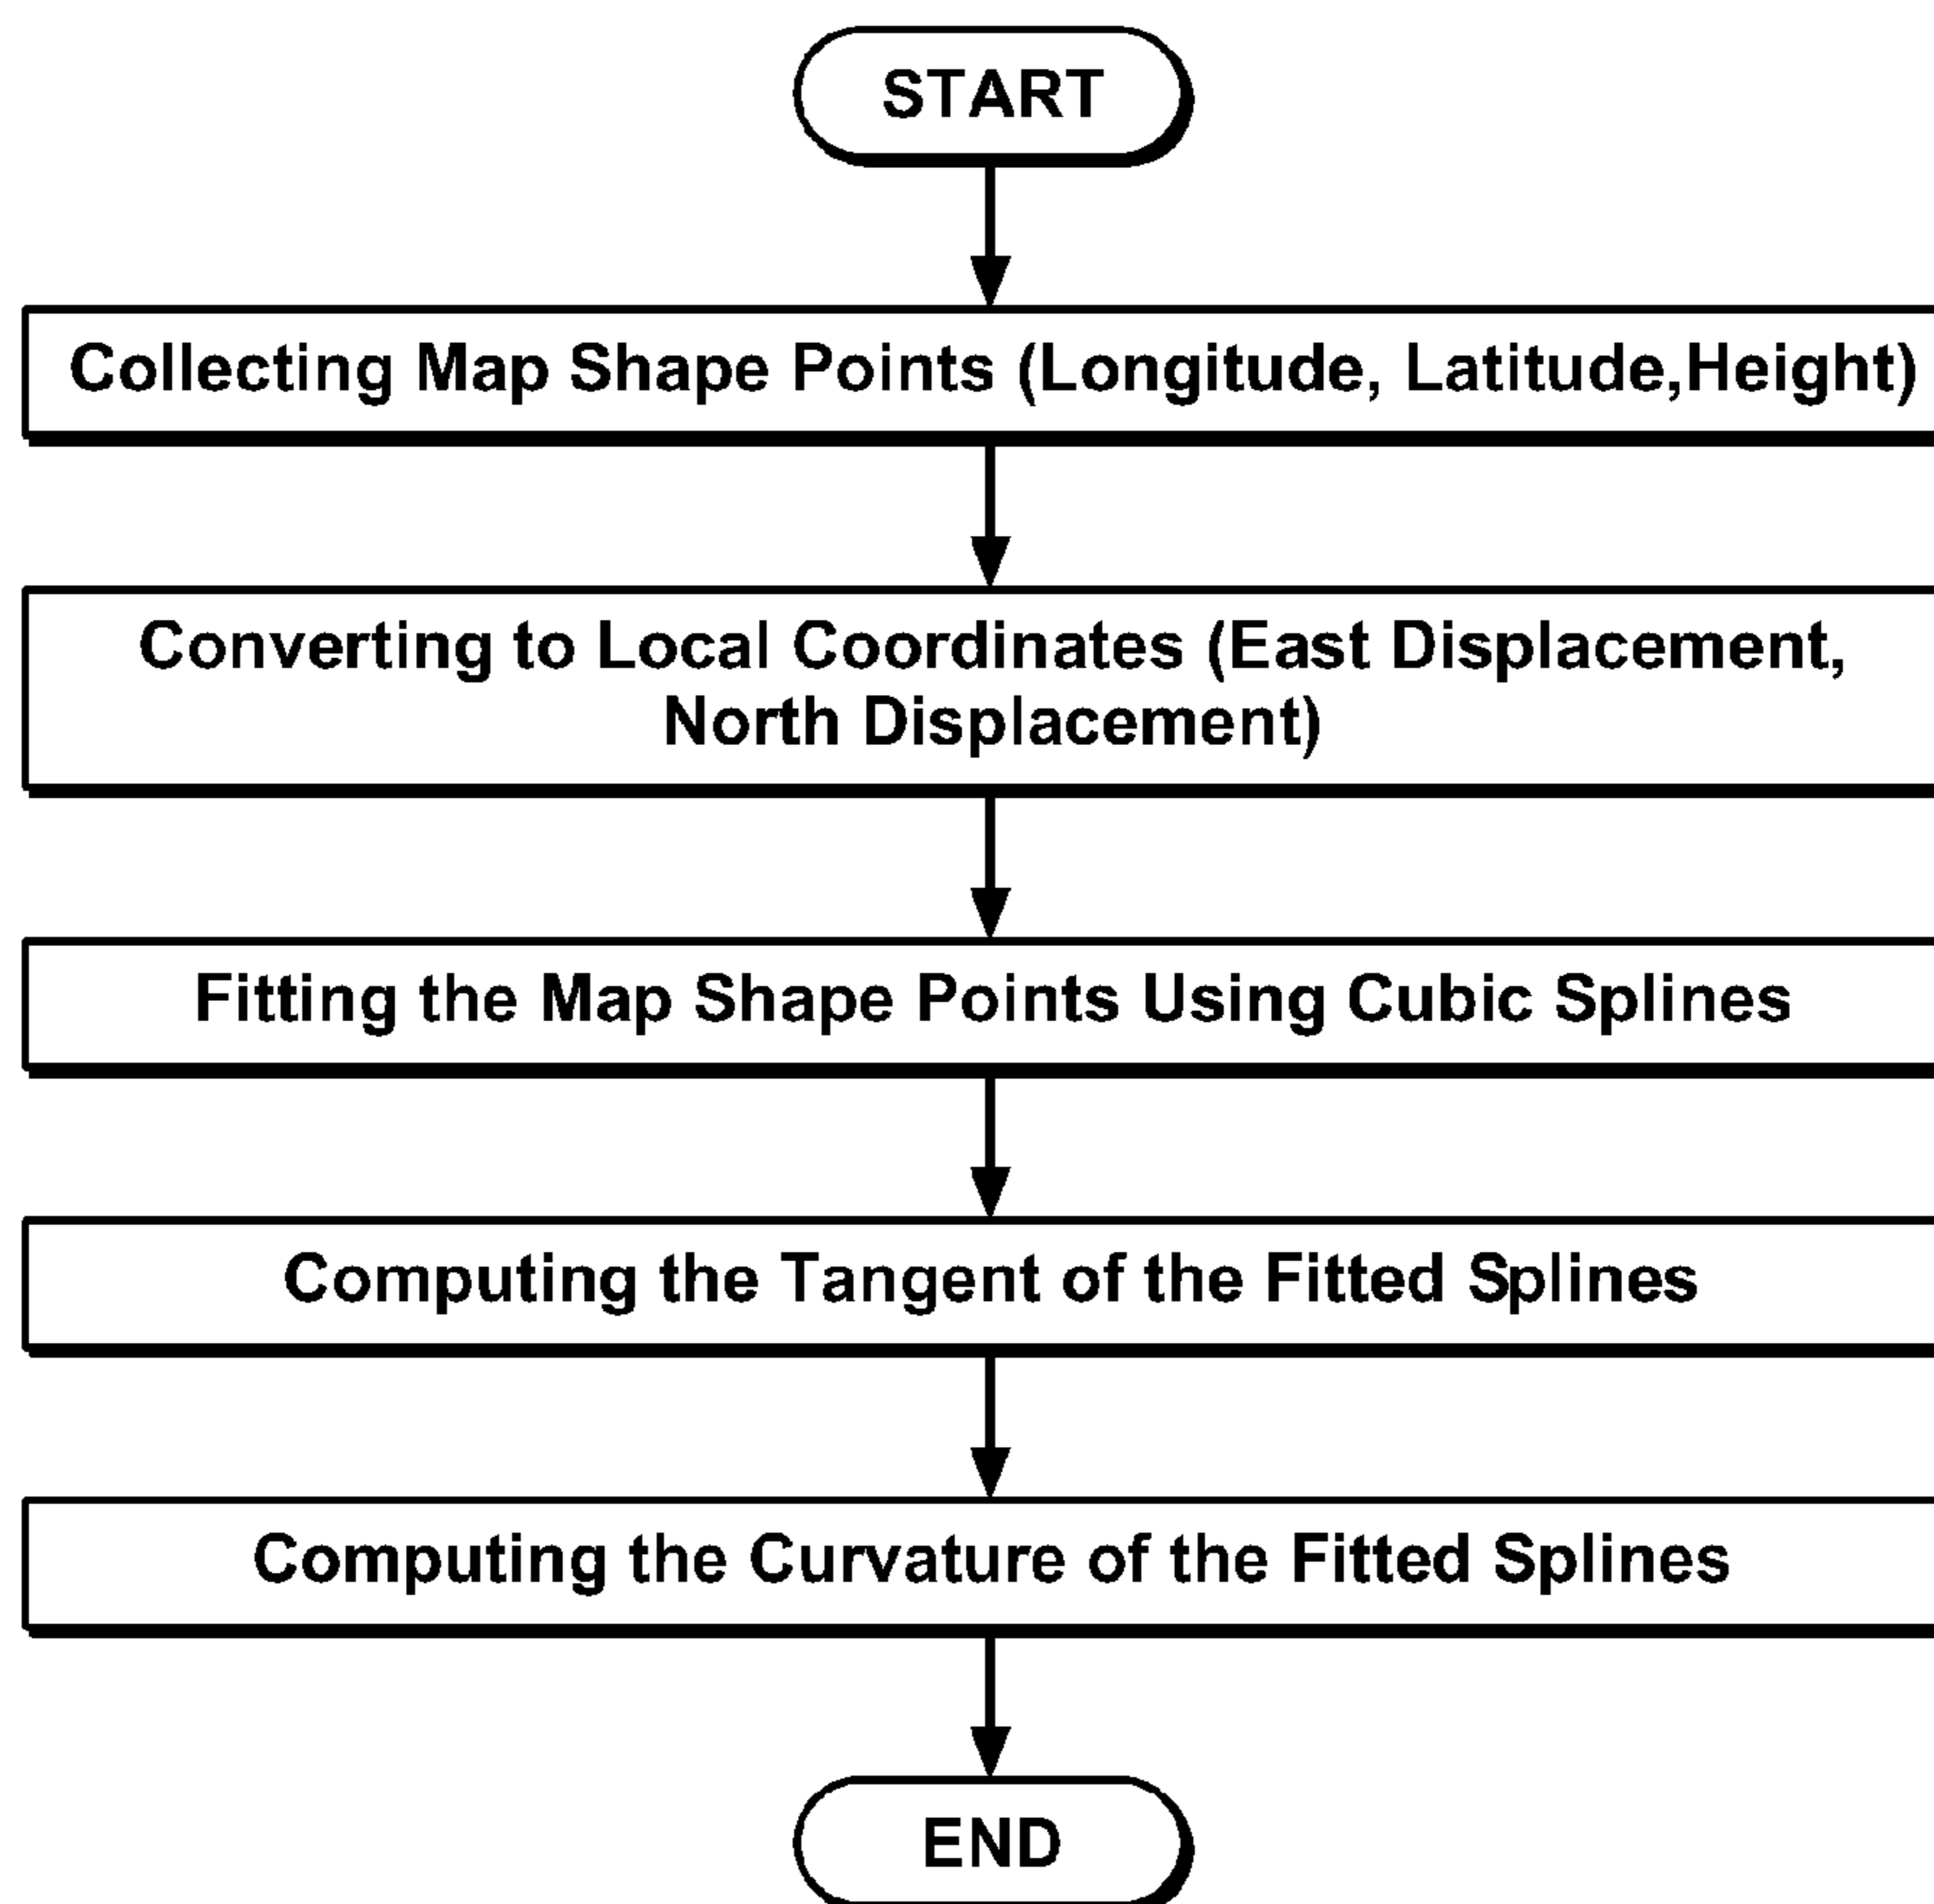 START
Collecting Map Shape Points (Longitude, Latitude,Height)
Converting to Local Coordinates (East Displacement,
North Displacement)
Fitting the Map Shape Points Using Cubic Splines
Computing the Tangent of the Fitted Splines
Computing the Curvature of the Fitted Splines
END